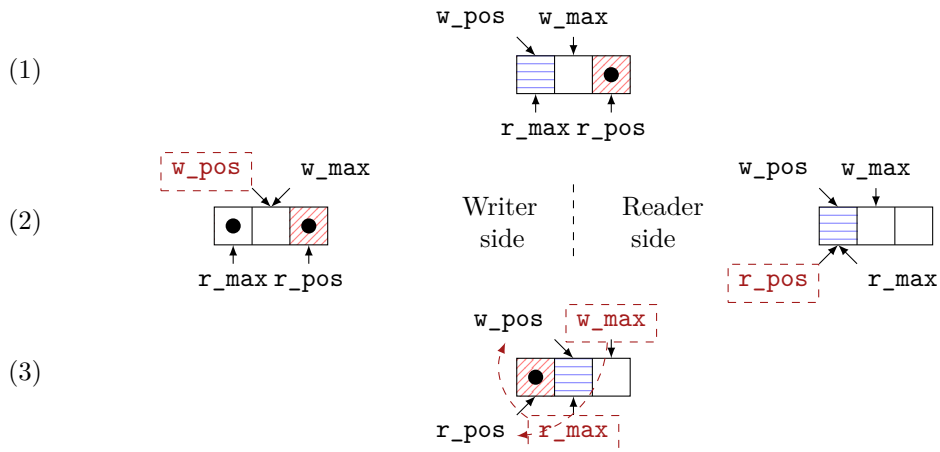 w_pos w_max
(1)
r_max r_pos
w_pos w_max w_pos w_max
(2) Writer side Reader side
r_max r_pos r_pos r_max
w_pos w_max
(3)
r_pos r_max